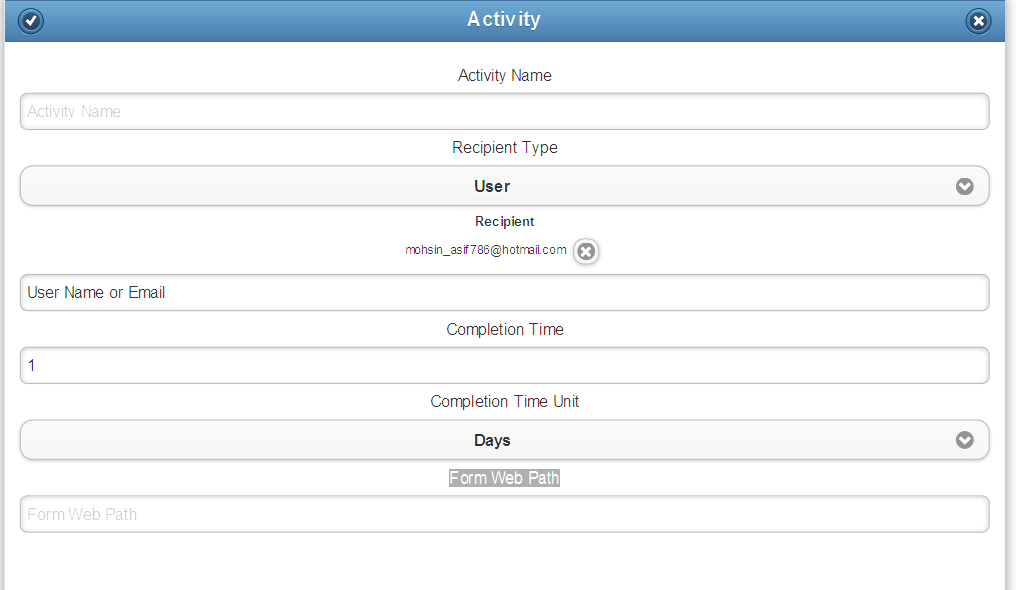 Activity
Activity Name
Activity Name
Recipient Type
User
Recipient
mohsin_asif786@hotmail.com
User Name or Email
Completion Time
1
Completion Time Unit
Days
Form Web Path
Form Web Path